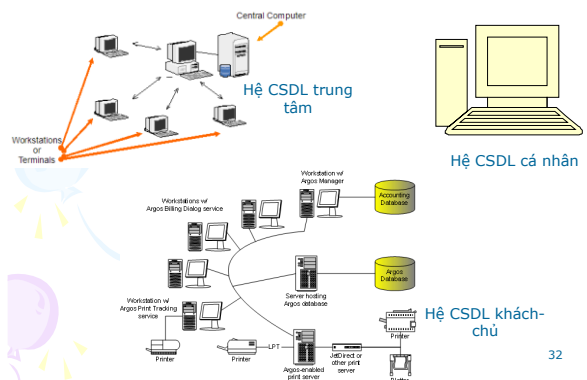 Central Computer
Hệ CSDL trung
tâm
Workstations
or
Terminals
Hệ CSDL cá nhân
Workstation w/
Argos Manager
Accounting
Database
Workstations w/
Argos Billing Dialog service
Argos
Database
Server hosting
Argos database
Workstation w/
Argos Print Tracking
service
Hệ CSDL khách-
chủ
Printer
Printer
LPT
Printer
Argos-enabled
print server
JetDirect or
other print
server
Plotter
32